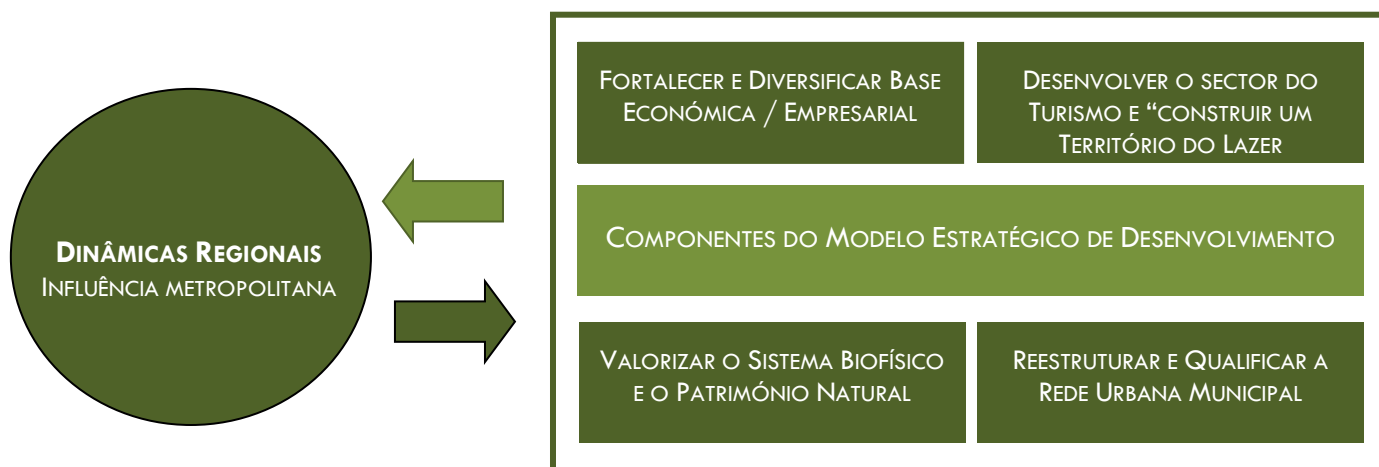 DINÂMICAS REGIONAIS
INFLUÊNCIA METROPOLITANA
FORTALECER E DIVERSIFICAR BASE
ECONÓMICA / EMPRESARIAL
DESENVOLVER O SECTOR DO
TURISMO E “CONSTRUIR UM
TERRITÓRIO DO LAZER
COMPONENTES DO MODELO ESTRATÉGICO DE DESENVOLVIMENTO
VALORIZAR O SISTEMA BIOFÍSICO
E O PATRIMÓNIO NATURAL
REESTRUTURAR E QUALIFICAR A
REDE URBANA MUNICIPAL